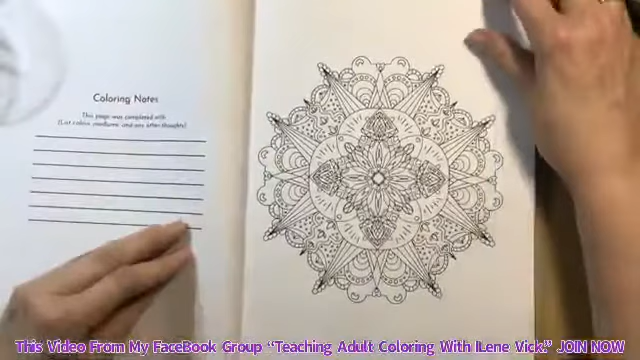 Coloring Notes
This page was completed with
(List colors, mediums, and any other thoughts)
This Video From My FaceBook Group "Teaching Adult Coloring With ILene Vick." JOIN NOW